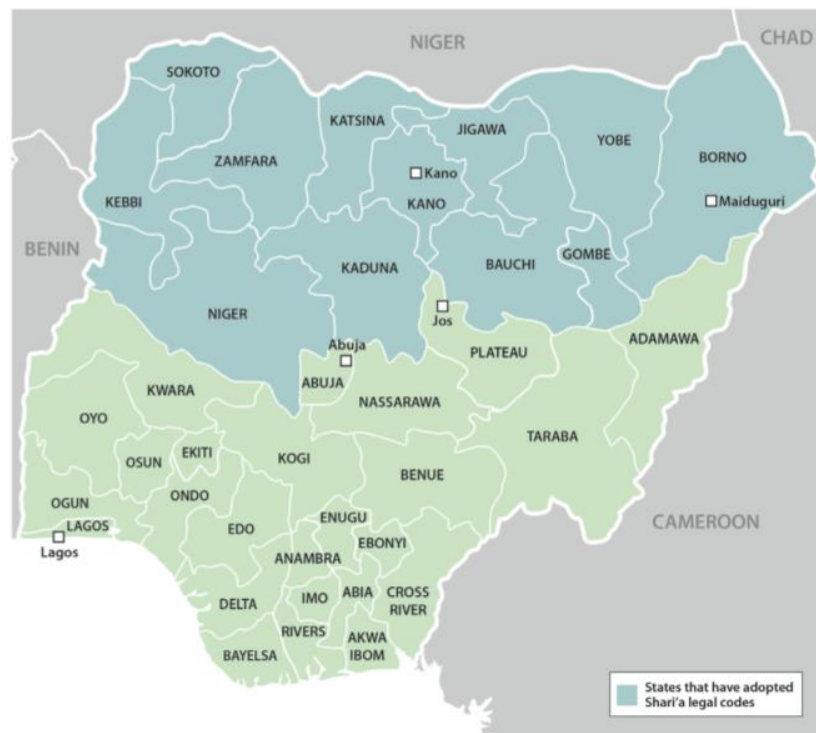 NIGER
CHAD
SOKOTO
KATSINA
JIGAWA
YOBE
BORNO
ZAMFARA
Kano
KANO
Maiduguri
KEBBI
BENIN
KADUNA
BAUCHI
GOMBE
NIGER
Jos
Abuja
ABUJA
PLATEAU
ADAMAWA
KWARA
NASSARAWA
OYO
TARABA
OSUN
EKITI
KOGI
BENUE
OGUN
ONDO
LAGOS
Lagos
EDO
ENUGU
EBONYI
CAMEROON
ANAMBRA
DELTA
IMO
ABIA
CROSS
RIVER
RIVERS
AKWA
IBOM
BAYELSA
States that have adopted
Shari'a legal codes